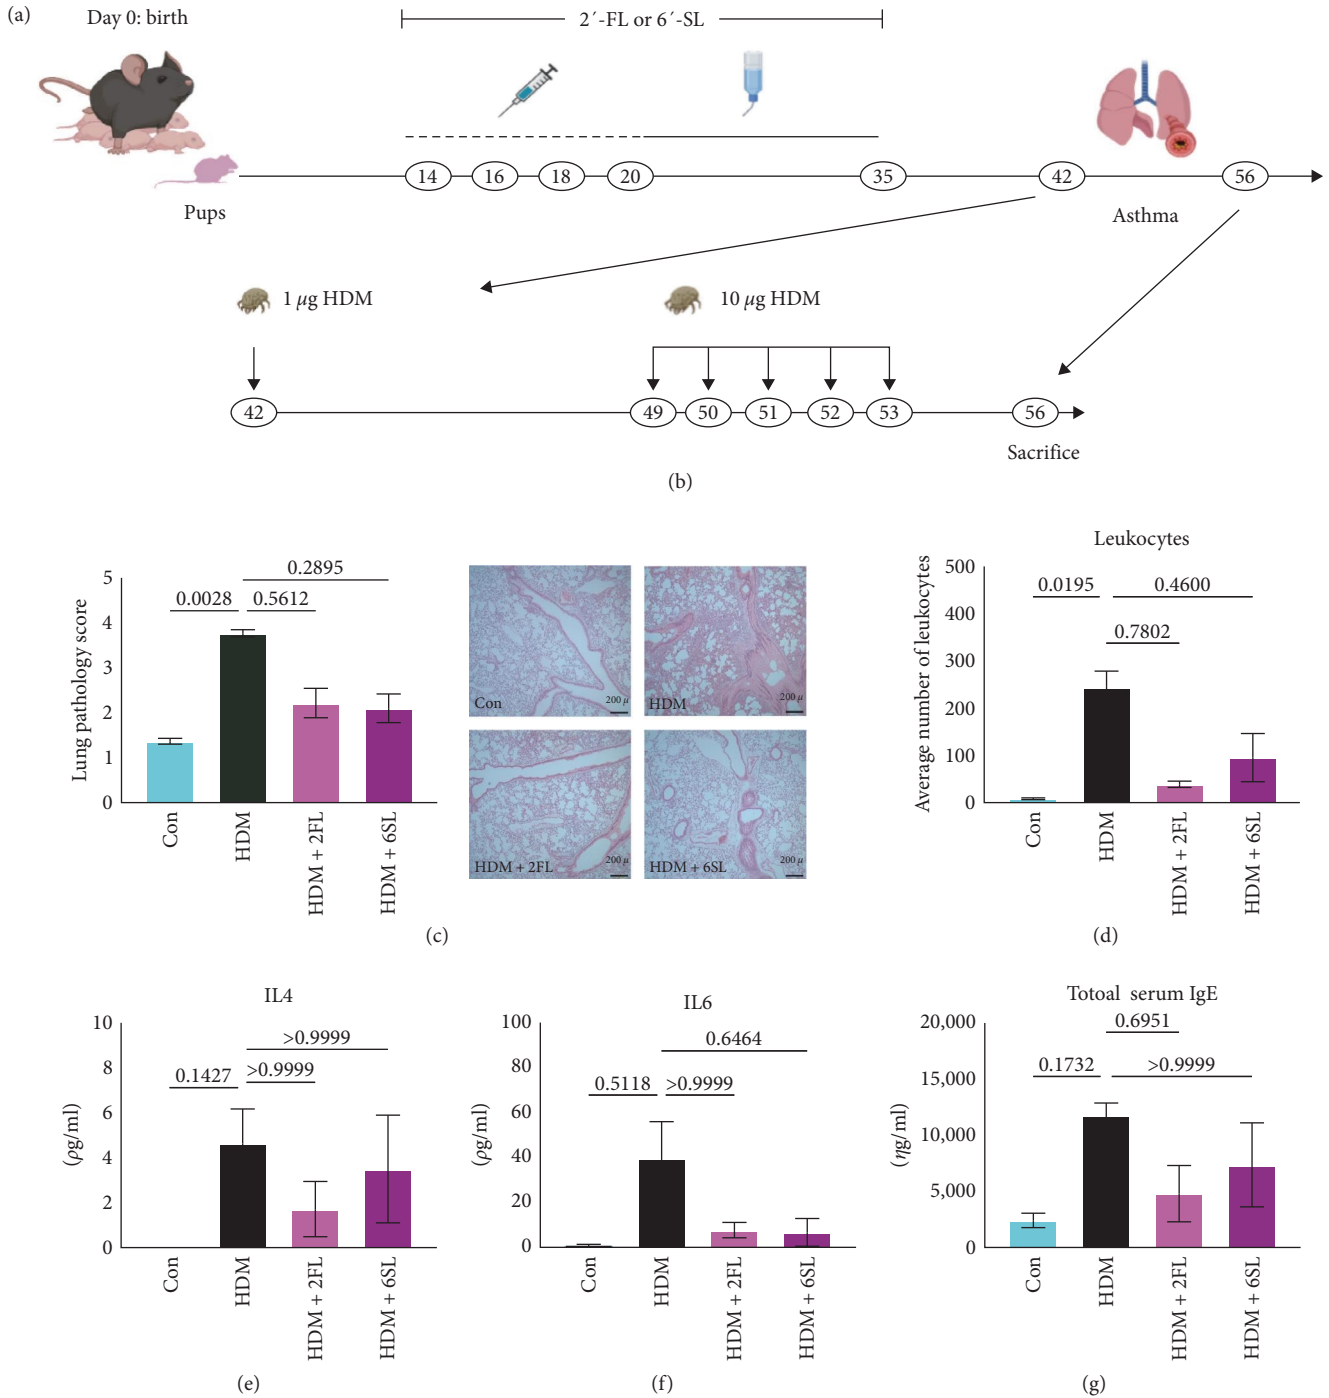 (a)
Day 0: birth
2´-FL or 6´-SL
14 16 18 20 35 42 56
Pups
Asthma
1 μg HDM
10 μg HDM
42 49 50 51 52 53 56
Sacrifice
(b)
Lung pathology score
5
4
3
2
1
0
0.2895
0.0028
0.5612
Con
HDM
HDM + 2FL
HDM + 6SL
Con
200 μ
HDM
200 μ
HDM + 2FL
200 μ
HDM + 6SL
200 μ
(c)
Leukocytes
Average number of leukocytes
500
400
300
200
100
0
0.0195
0.4600
0.7802
Con
HDM
HDM + 2FL
HDM + 6SL
(d)
IL4
(ρg/ml)
10
8
6
4
2
0
>0.9999
0.1427
>0.9999
Con
HDM
HDM + 2FL
HDM + 6SL
(e)
IL6
(ρg/ml)
100
80
60
40
20
0
0.6464
0.5118
>0.9999
Con
HDM
HDM + 2FL
HDM + 6SL
(f)
Totoal serum IgE
(ηg/ml)
20,000
15,000
10,000
5,000
0
0.6951
0.1732
>0.9999
Con
HDM
HDM + 2FL
HDM + 6SL
(g)